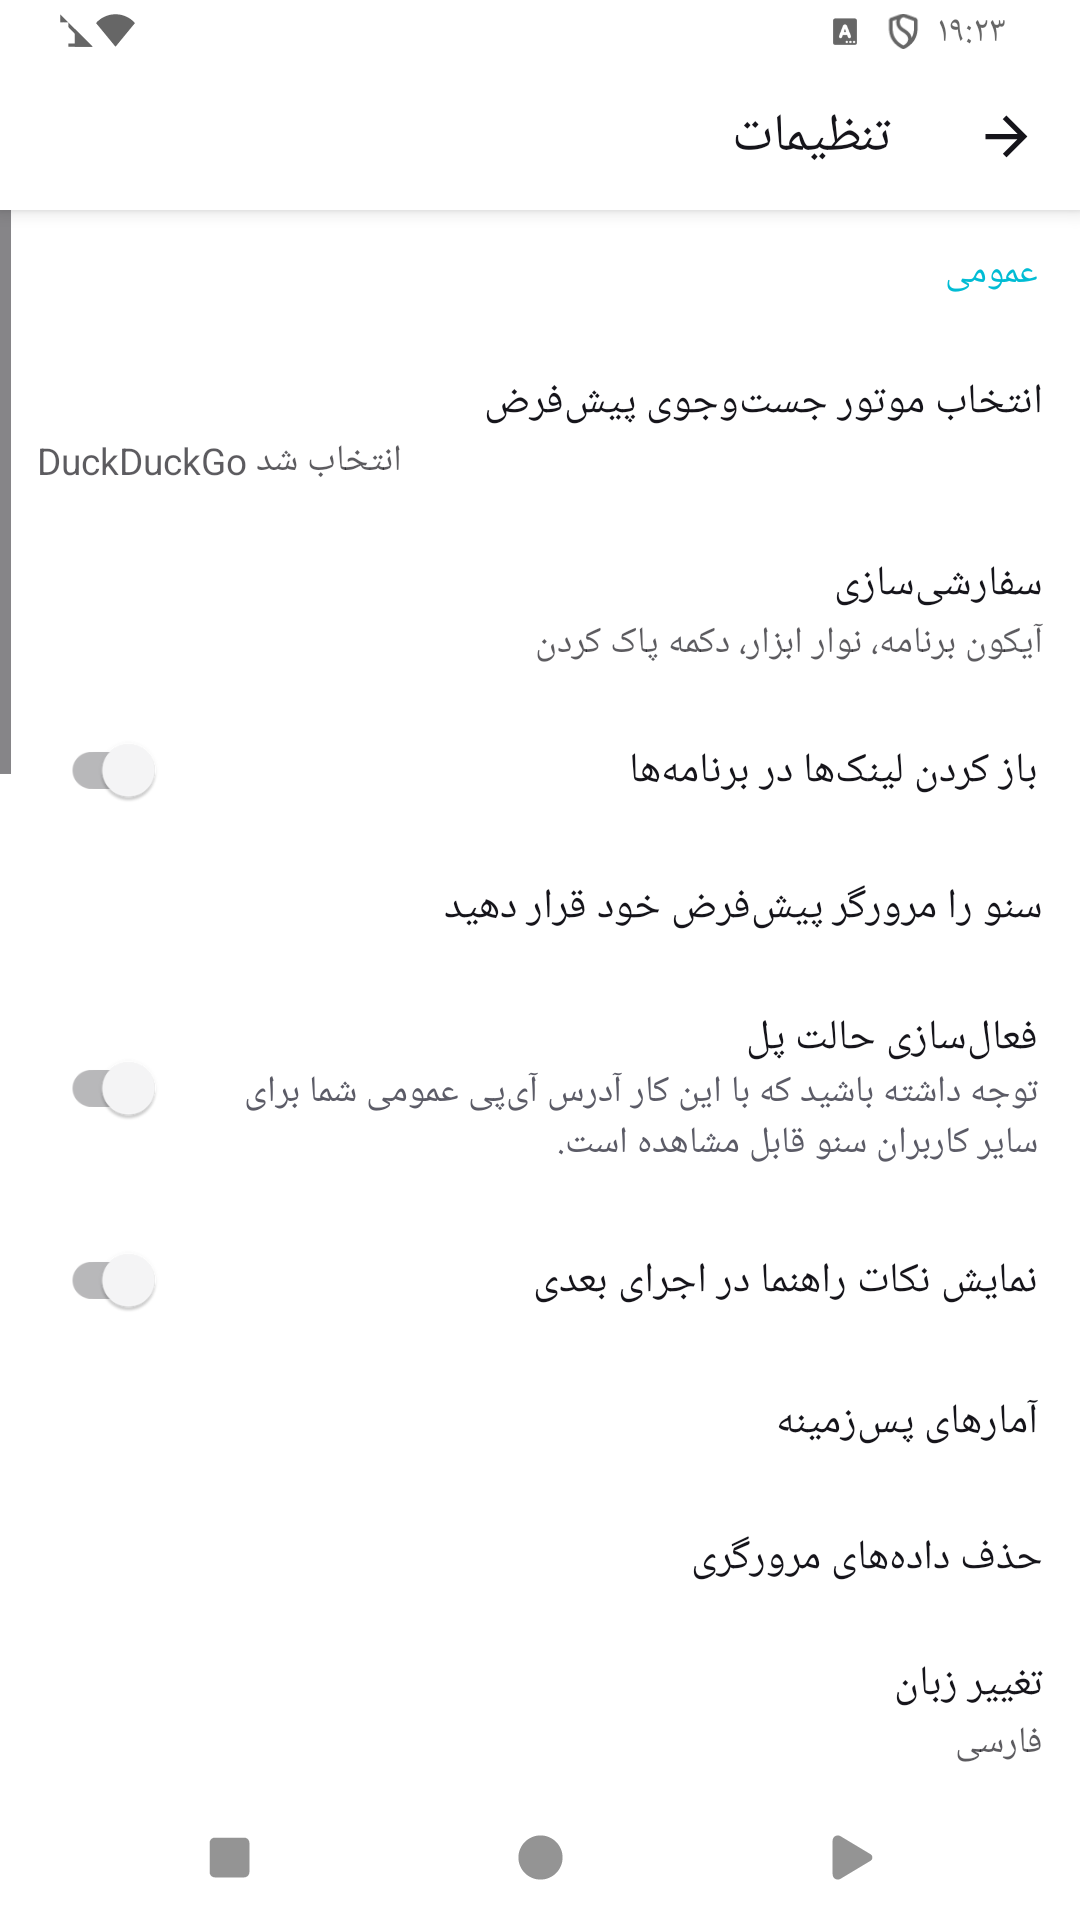 ۱۹:۲۳
تنظیمات
عمومی
انتخاب موتور جست‌وجوی پیش‌فرض
DuckDuckGo انتخاب شد
سفارشی‌سازی
آیکون برنامه، نوار ابزار، دکمه پاک کردن
باز کردن لینک‌ها در برنامه‌ها
سنو را مرورگر پیش‌فرض خود قرار دهید
فعال‌سازی حالت پل
توجه داشته باشید که با این کار آدرس آی‌پی عمومی شما برای
سایر کاربران سنو قابل مشاهده است.
نمایش نکات راهنما در اجرای بعدی
آمارهای پس‌زمینه
حذف داده‌های مرورگری
تغییر زبان
فارسی